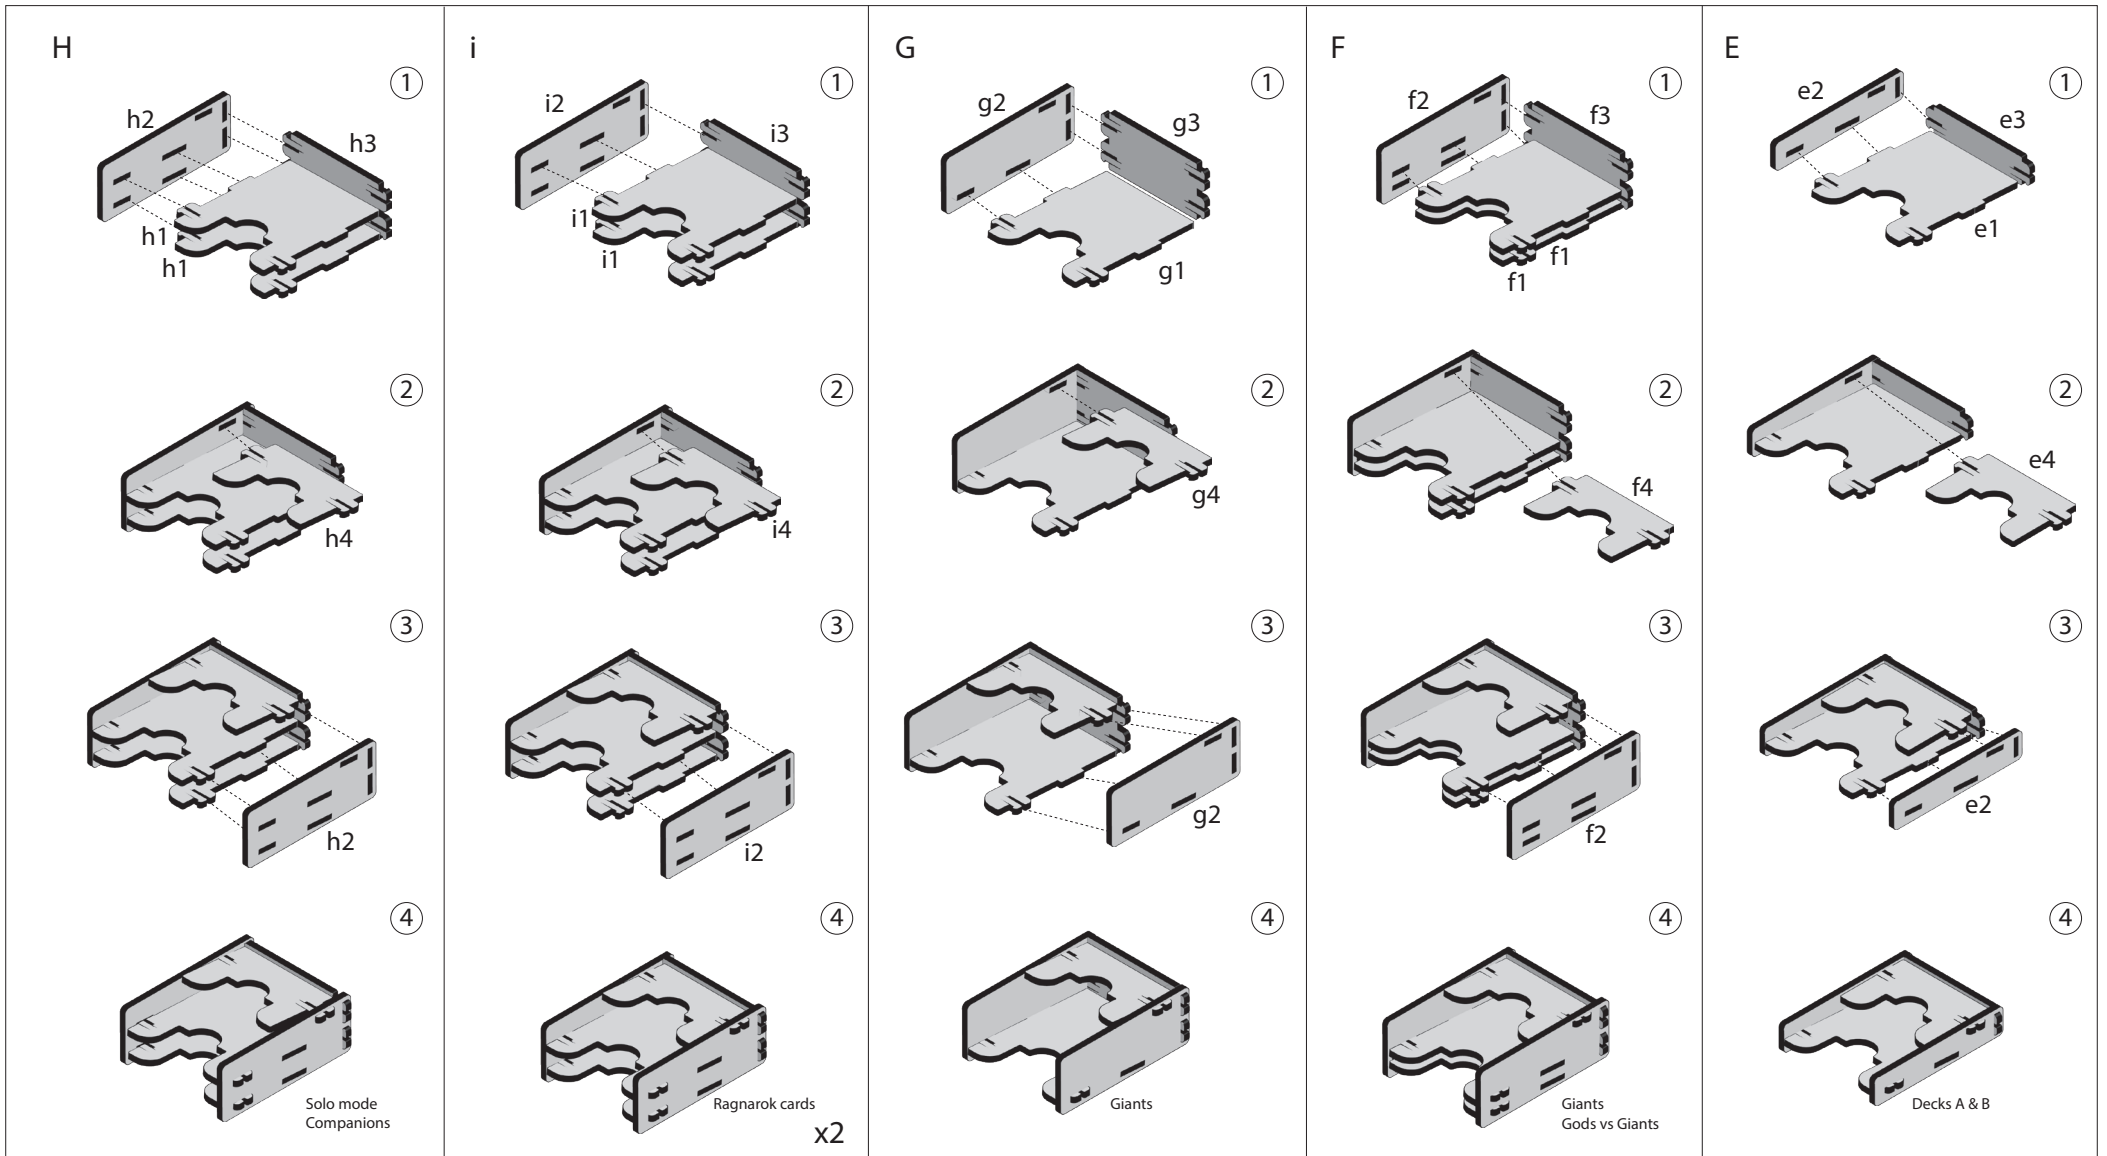 H
1
h2
h3
h1
h1
2
h4
3
h2
4
Solo mode
Companions
i
1
i2
i3
i1
i1
2
i4
3
i2
4
Ragnarok cards
x2
G
1
g2
g3
g1
2
g4
3
g2
4
Giants
F
1
f2
f3
f1
f1
2
f4
3
f2
4
Giants
Gods vs Giants
E
1
e2
e3
e1
2
e4
3
e2
4
Decks A & B